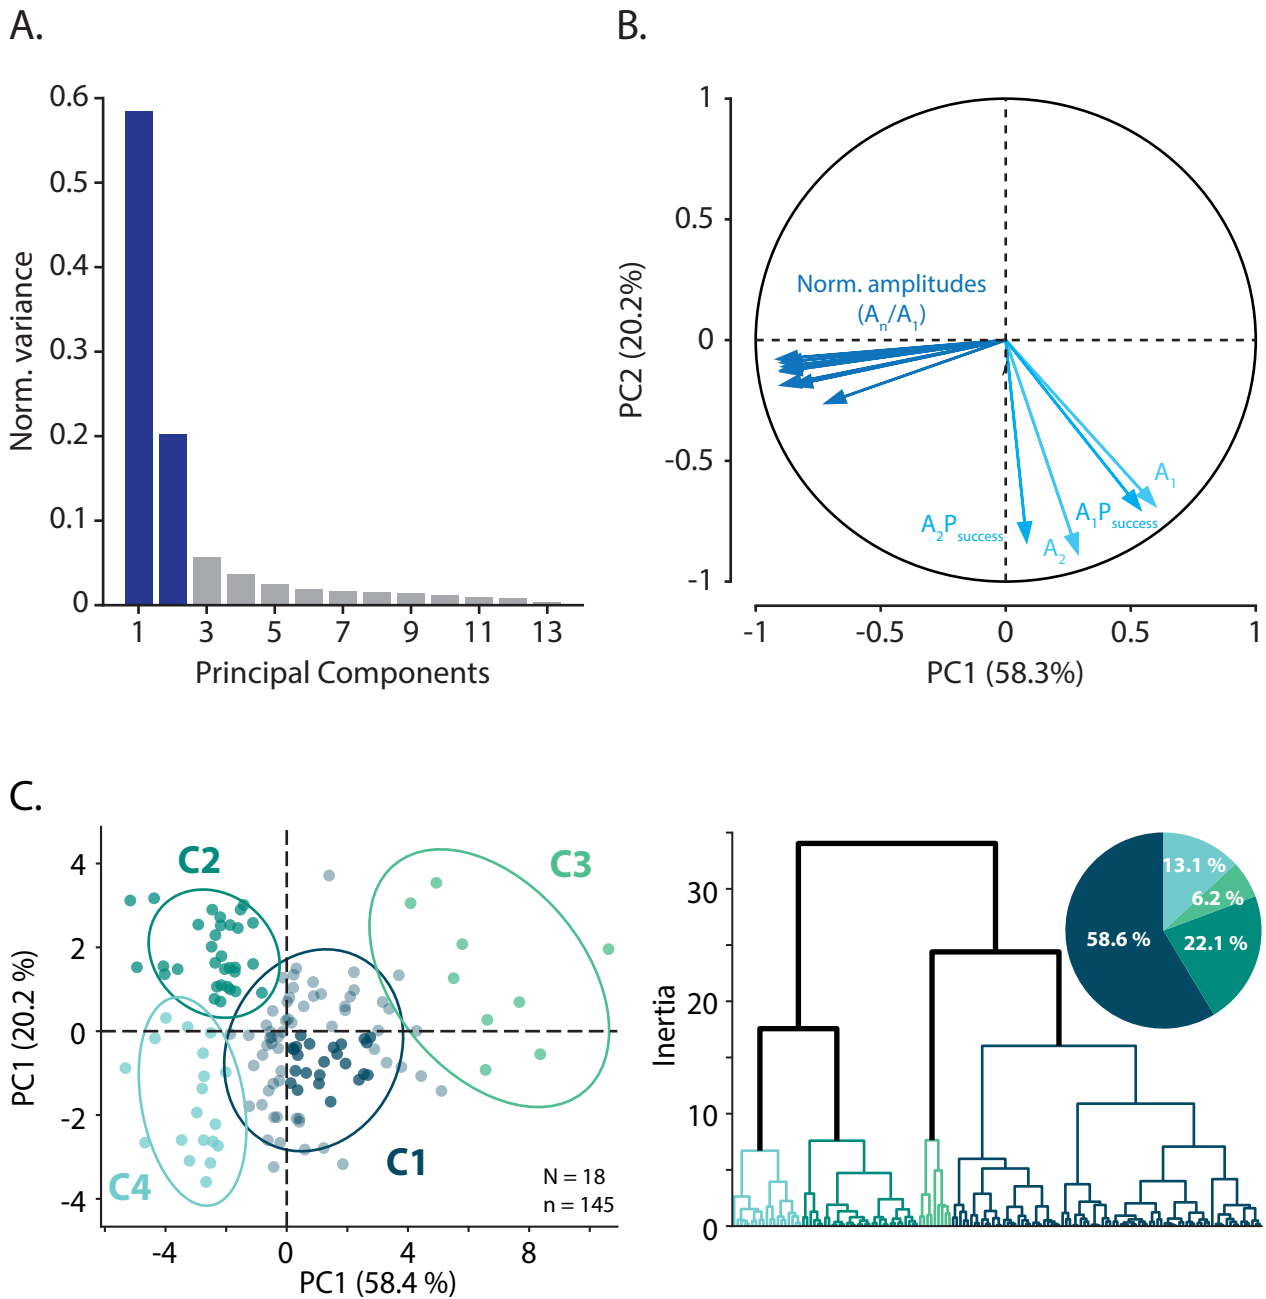 A.
Norm. variance
0.6
0.5
0.4
0.3
0.2
0.1
0
1 3 5 7 9 11 13
Principal Components
B.
PC2 (20.2%)
1
0.5
0
-0.5
-1
Norm. amplitudes
(An/A1)
A1
A1Psuccess
A2Psuccess
A2
-1 -0.5 0 0.5 1
PC1 (58.3%)
C.
PC1 (20.2 %)
4
2
0
-2
-4
C2
C3
C1
C4
N = 18
n = 145
-4 0 4 8
PC1 (58.4 %)
Inertia
30
20
10
0
13.1 %
6.2 %
58.6 %
22.1 %